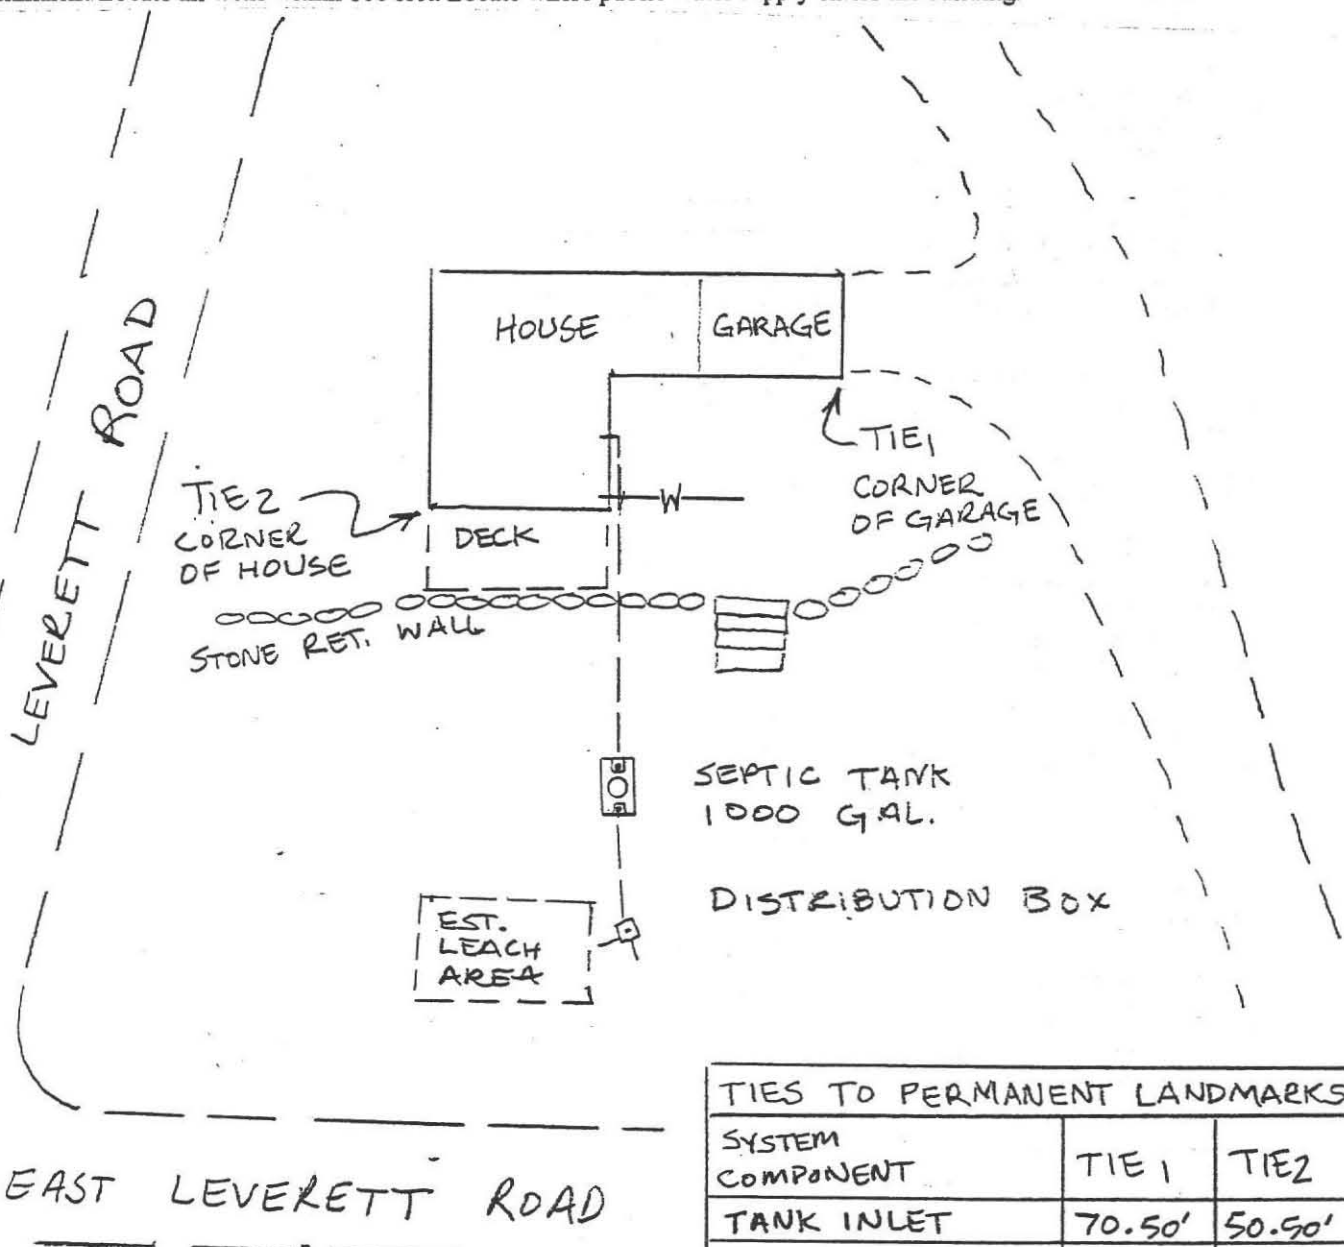 HOUSE
GARAGE
TIE1
CORNER
OF GARAGE
TIE2
CORNER
OF HOUSE
DECK
W
STONE RET. WALL
LEVERETT ROAD
SEPTIC TANK
1000 GAL.
DISTRIBUTION BOX
EST.
LEACH
AREA
EAST LEVERETT ROAD
TIES TO PERMANENT LANDMARKS
SYSTEM
COMPONENT
TIE 1
TIE2
TANK INLET
70.50'
50.50'